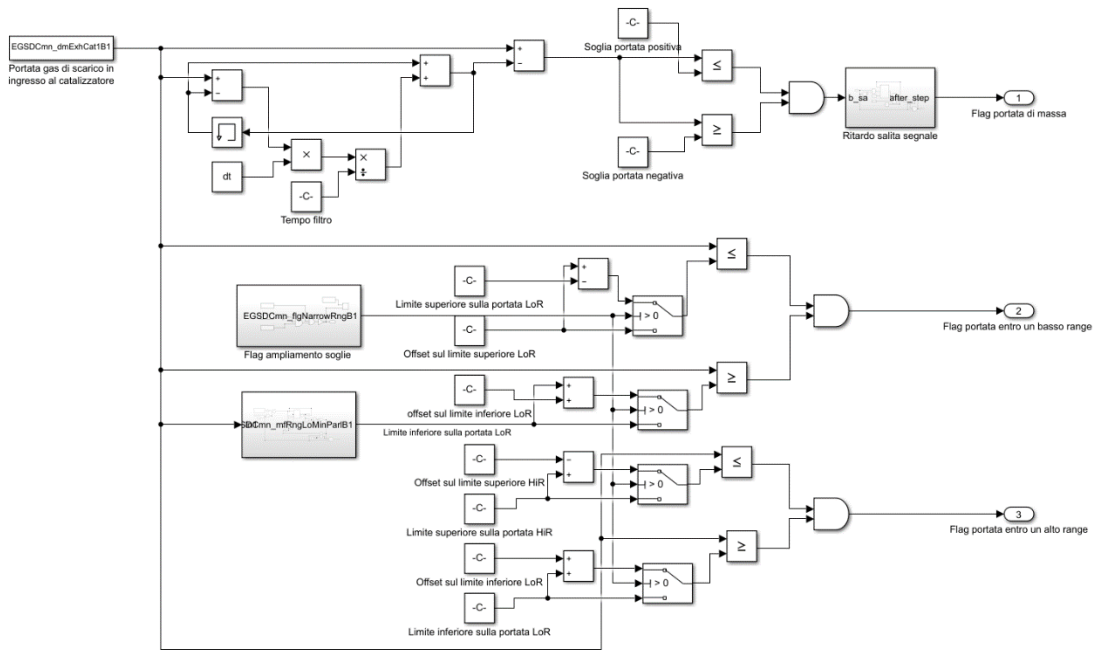 EGSDCmn_dmExhCat1B1
Portata gas di scarico in
ingresso al catalizzatore
+
−
dt
×
-C-
Tempo filtro
×
÷
+
+
+
−
-C-
Soglia portata positiva
≤
≥
-C-
Soglia portata negativa
b_sa
after_step
Ritardo salita segnale
1
Flag portata di massa
EGSDCmn_flgNarrowRngB1
Flag ampliamento soglie
-C-
Limite superiore sulla portata LoR
-C-
Offset sul limite superiore LoR
+
−
> 0
≤
2
Flag portata entro un basso range
Cmn_mfRngLoMinParlB1
-C-
offset sul limite inferiore LoR
Limite inferiore sulla portata LoR
+
+
> 0
≥
-C-
Offset sul limite superiore HiR
-C-
Limite superiore sulla portata HiR
−
+
> 0
≤
3
Flag portata entro un alto range
-C-
Offset sul limite inferiore LoR
-C-
Limite inferiore sulla portata LoR
+
+
> 0
≥